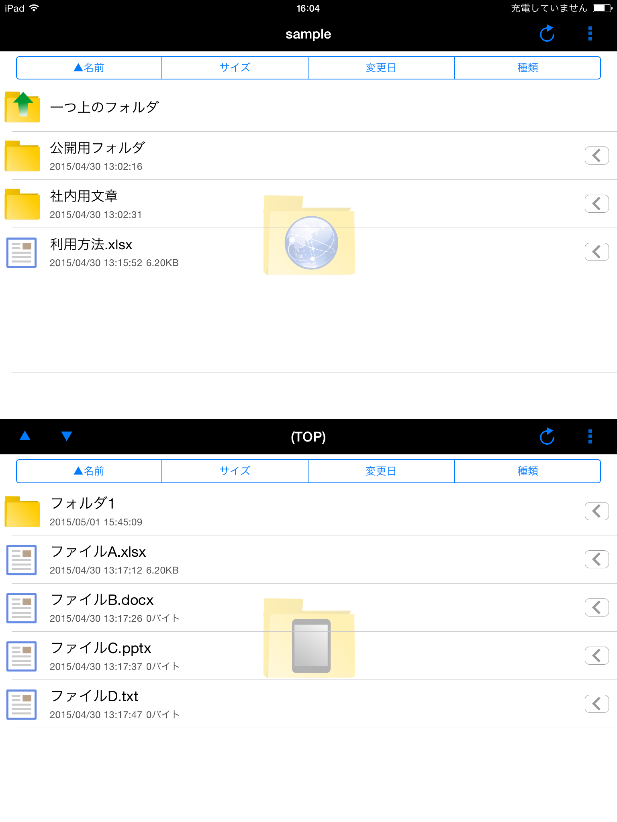 iPad 16:04 充電していません
sample
▲名前 サイズ 変更日 種類
一つ上のフォルダ
公開用フォルダ
2015/04/30 13:02:16
社内用文章
2015/04/30 13:02:31
利用方法.xlsx
2015/04/30 13:15:52 6.20KB
(TOP)
▲名前 サイズ 変更日 種類
フォルダ1
2015/05/01 15:45:09
ファイルA.xlsx
2015/04/30 13:17:12 6.20KB
ファイルB.docx
2015/04/30 13:17:26 0バイト
ファイルC.pptx
2015/04/30 13:17:37 0バイト
ファイルD.txt
2015/04/30 13:17:47 0バイト